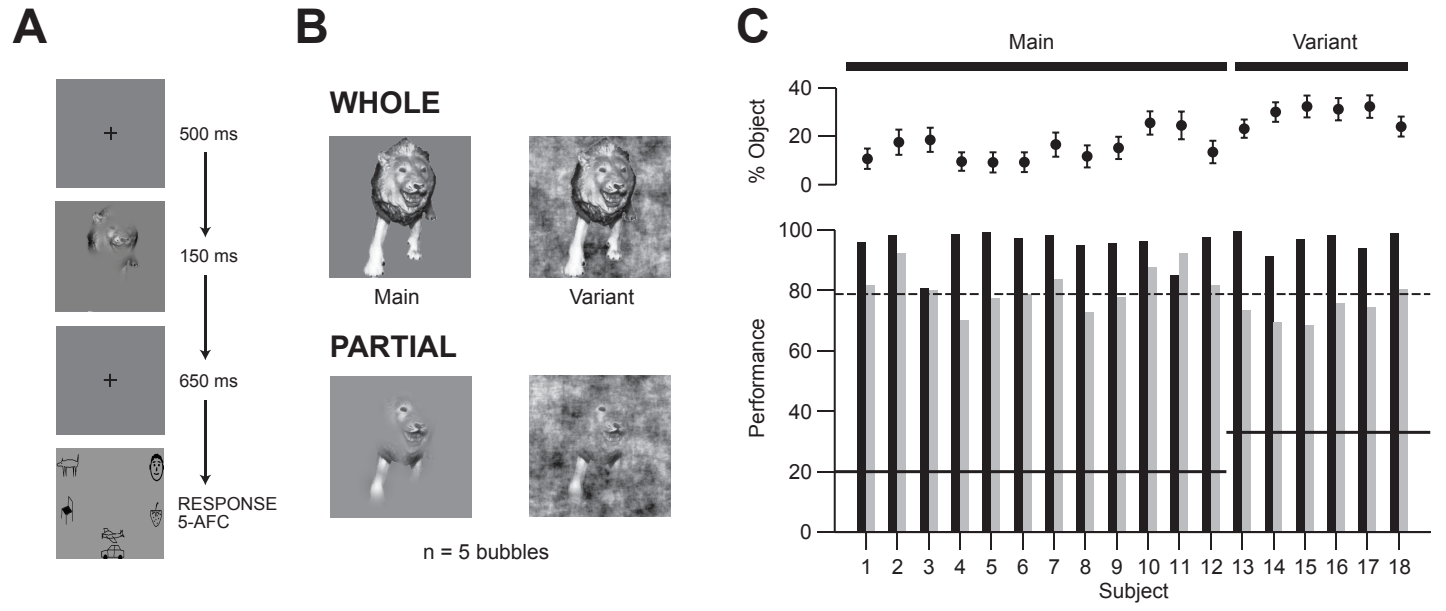 A
500 ms
150 ms
650 ms
RESPONSE
5-AFC
B
WHOLE
Main
Variant
PARTIAL
n = 5 bubbles
C
Main
Variant
% Object
40
20
0
Performance
100
80
60
40
20
0
1 2 3 4 5 6 7 8 9 10 11 12 13 14 15 16 17 18
Subject